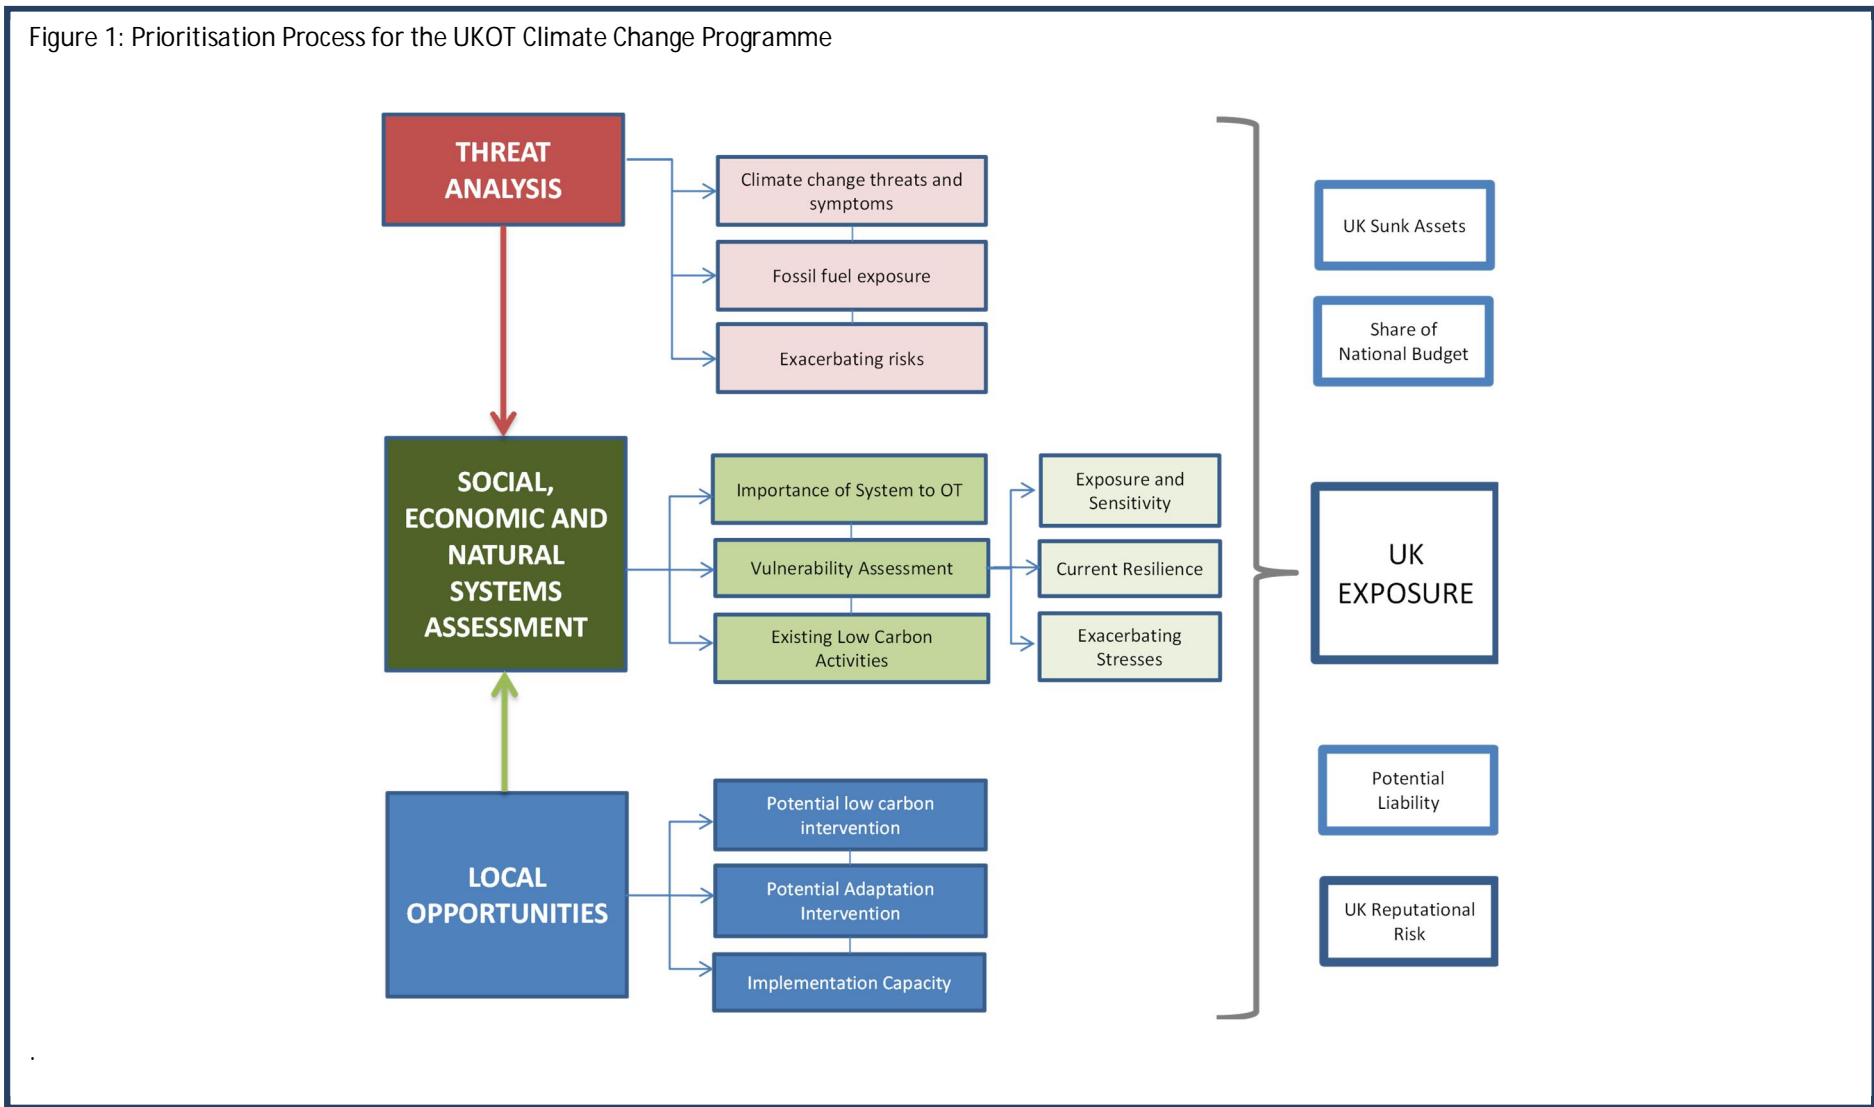 Figure 1: Prioritisation Process for the UKOT Climate Change Programme
THREAT
ANALYSIS
Climate change threats and
symptoms
Fossil fuel exposure
Exacerbating risks
SOCIAL,
ECONOMIC AND
NATURAL
SYSTEMS
ASSESSMENT
Importance of System to OT
Vulnerability Assessment
Existing Low Carbon
Activities
Exposure and
Sensitivity
Current Resilience
Exacerbating
Stresses
LOCAL
OPPORTUNITIES
Potential low carbon
intervention
Potential Adaptation
Intervention
Implementation Capacity
UK Sunk Assets
Share of
National Budget
UK
EXPOSURE
Potential
Liability
UK Reputational
Risk
.